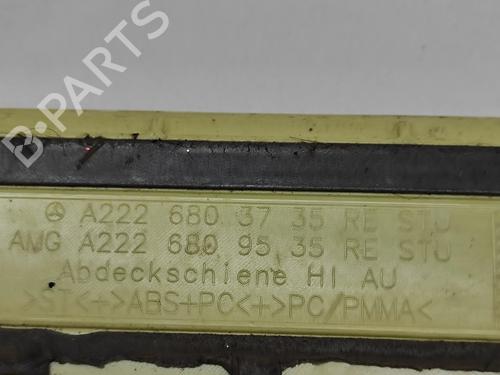 A222 680 37 35 RE STU
AMG A222 680 95 35 RE STU
Abdeckschiene HI AU
>ST<+>ABS+PC<+>PC/PMMA<
B-PARTS